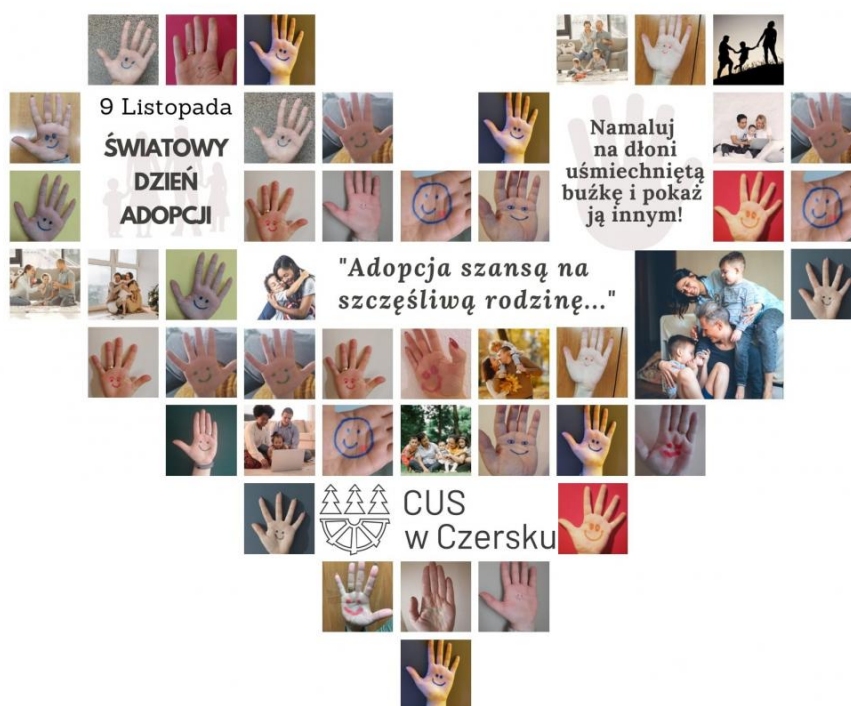 9 Listopada
ŚWIATOWY
DZIEŃ
ADOPCJI
Namaluj
na dłoni
uśmiechniętą
buźkę i pokaż
ją innym!
"Adopcja szansą na
szczęśliwą rodzinę..."
CUS
w Czersku